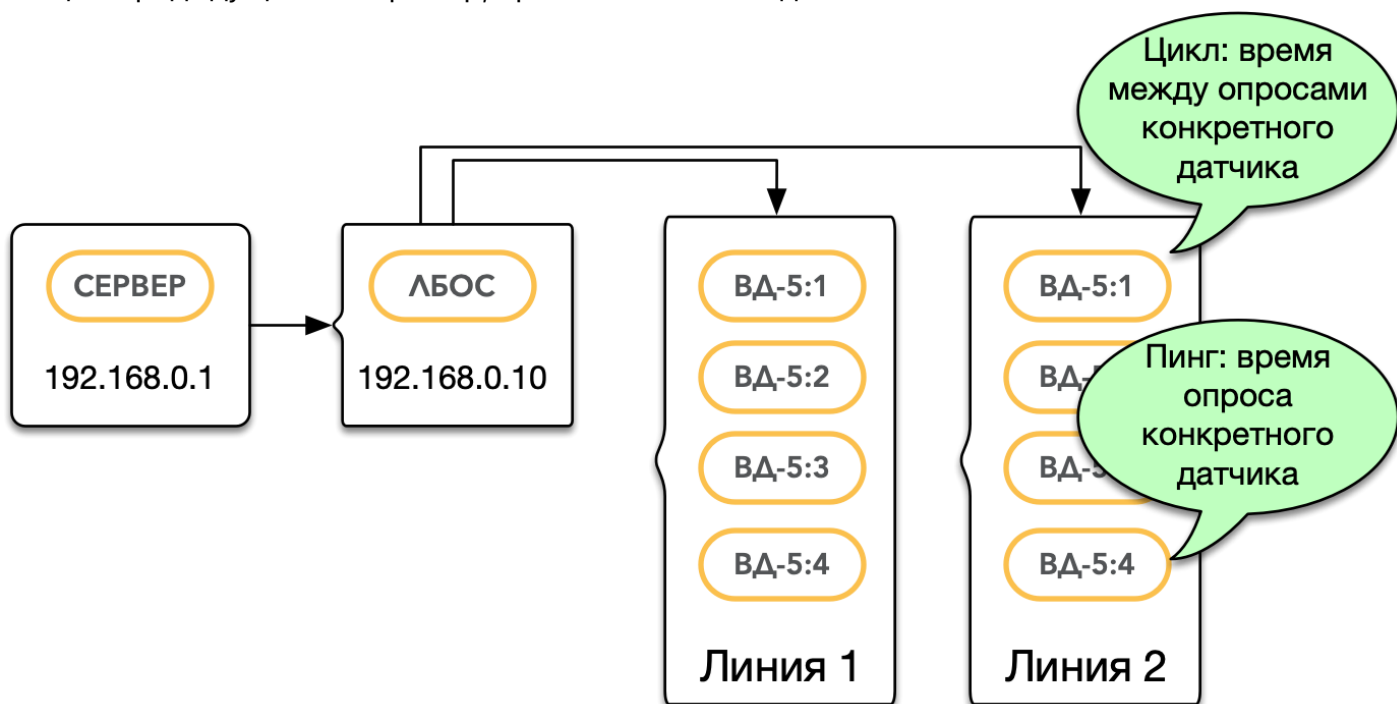 Цикл: время
между опросами
конкретного
датчика
СЕРВЕР
192.168.0.1
ЛБОС
192.168.0.10
ВД-5:1
ВД-5:2
ВД-5:3
ВД-5:4
Линия 1
ВД-5:1
ВД-5:4
Линия 2
Пинг: время
опроса
конкретного
датчика